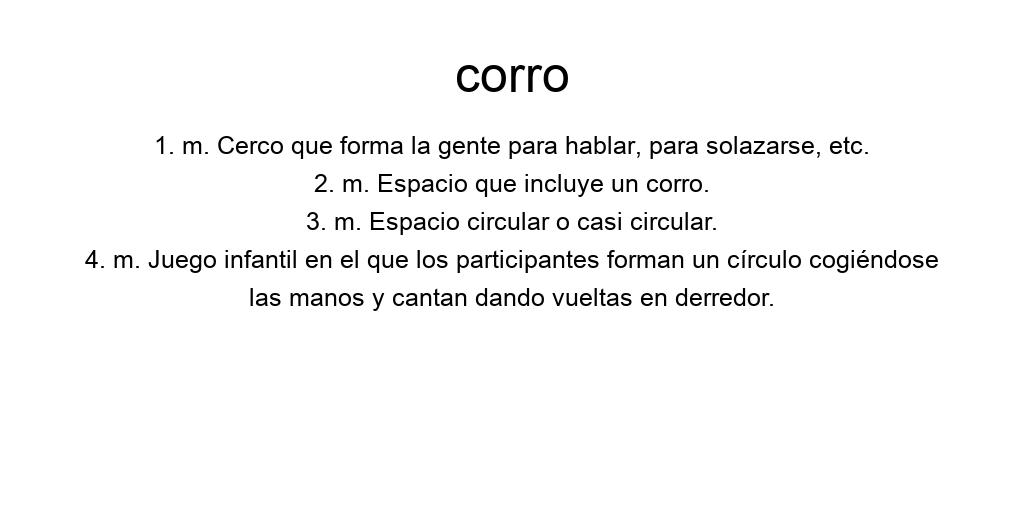 corro
1. m. Cerco que forma la gente para hablar, para solazarse, etc.
2. m. Espacio que incluye un corro.
3. m. Espacio circular o casi circular.
4. m. Juego infantil en el que los participantes forman un círculo cogiéndose
las manos y cantan dando vueltas en derredor.